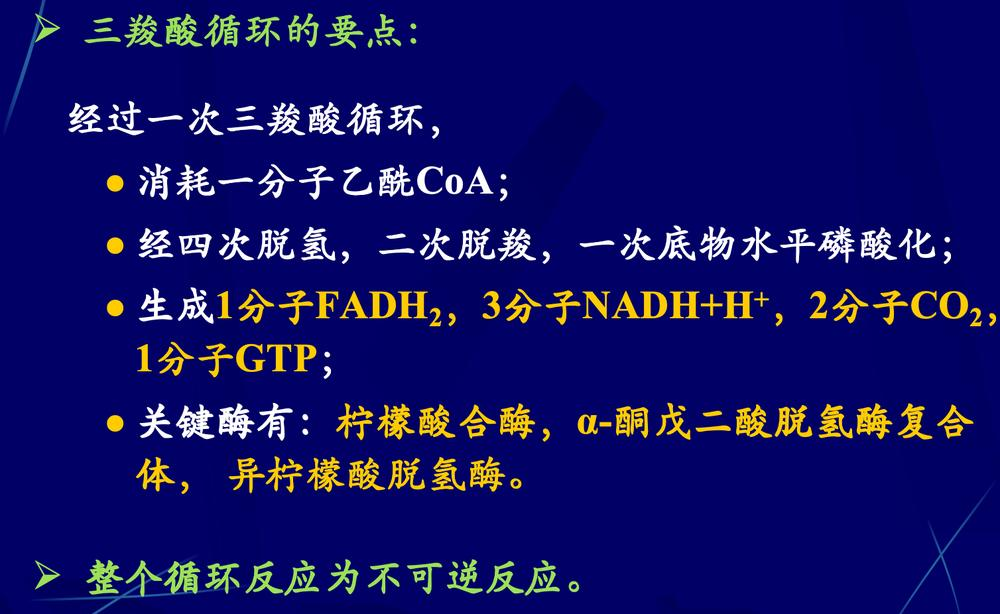 三羧酸循环的要点：
经过一次三羧酸循环，
消耗一分子乙酰CoA；
经四次脱氢，二次脱羧，一次底物水平磷酸化；
生成1分子FADH₂，3分子NADH+H⁺，2分子CO₂，
1分子GTP；
关键酶有：柠檬酸合酶，α-酮戊二酸脱氢酶复合
体， 异柠檬酸脱氢酶。
整个循环反应为不可逆反应。